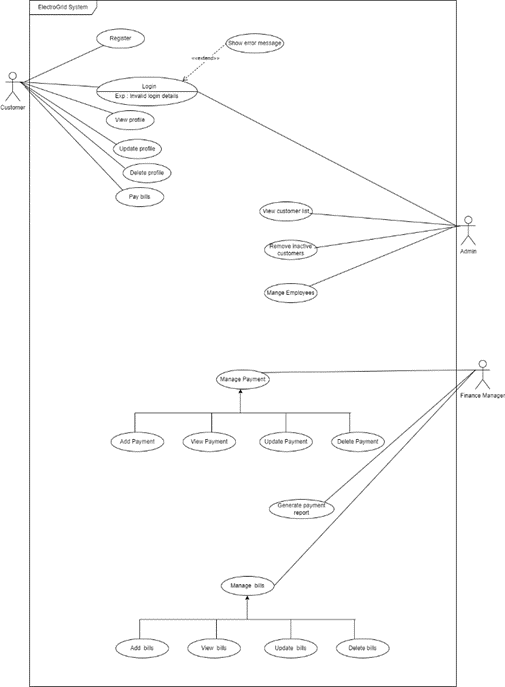 ElectroGrid System
Register
Show error message
<<extend>>
Login
Exp : Invalid login details
Customer
View profile
Update profile
Delete profile
Pay bills
View customer list
Admin
Remove inactive
customers
Mange Employees
Manage Payment
Finance Manager
Add Payment
View Payment
Update Payment
Delete Payment
Generate payment
report
Manage bills
Add bills
View bills
Update bills
Delete bills